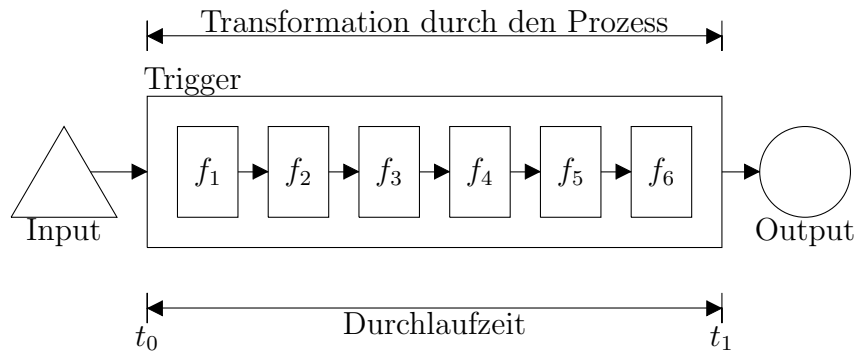 Transformation durch den Prozess
Trigger
f₁ f₂ f₃ f₄ f₅ f₆
Input
Output
Durchlaufzeit
t₀ t₁